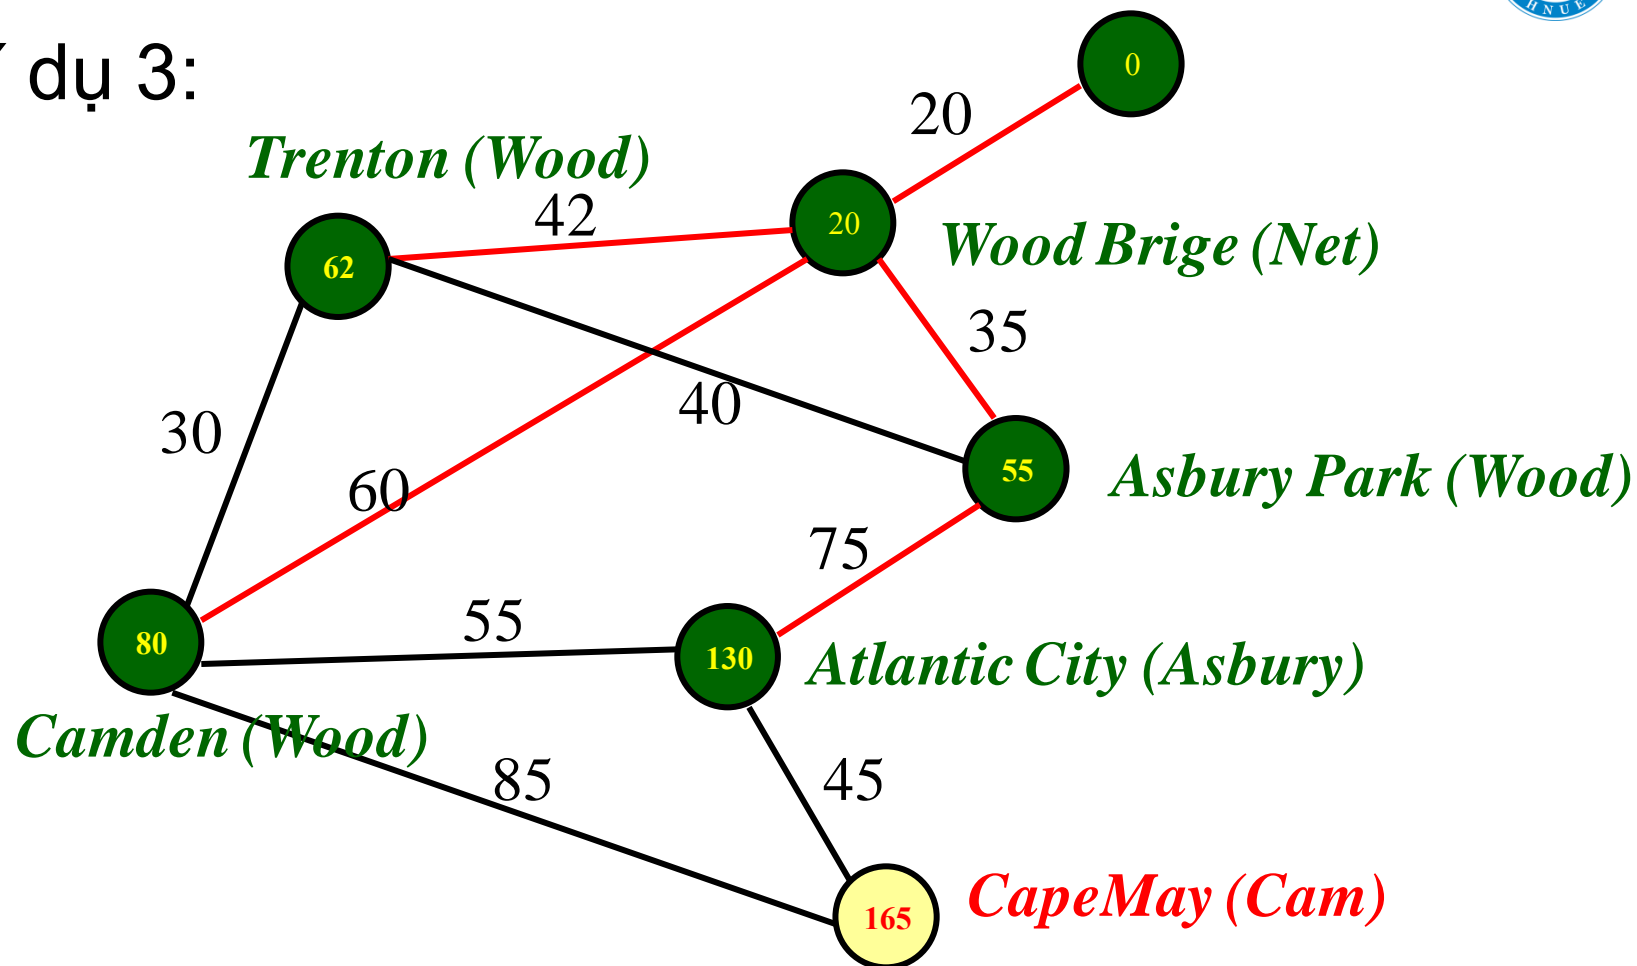 HNUE
dụ 3:
0
20
Trenton (Wood)
42
20
Wood Brige (Net)
62
35
40
30
60
55
Asbury Park (Wood)
75
55
80
130
Atlantic City (Asbury)
Camden (Wood)
85
45
165
CapeMay (Cam)